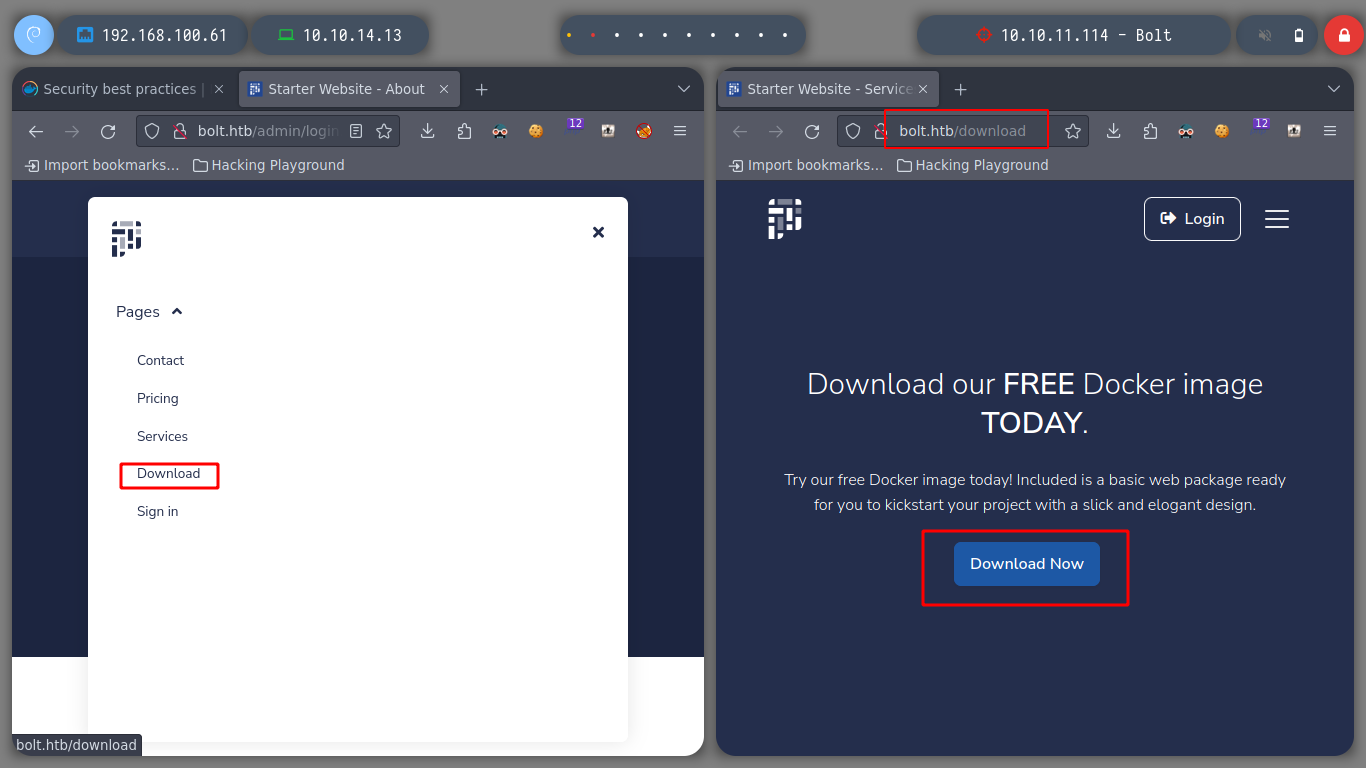 192.168.100.61
10.10.14.13
10.10.11.114 - Bolt
Security best practices |
Starter Website - About
bolt.htb/admin/login
12
Import bookmarks...
Hacking Playground
Pages
Contact
Pricing
Services
Download
Sign in
bolt.htb/download
Starter Website - Service
bolt.htb/download
12
Import bookmarks...
Hacking Playground
Login
Download our FREE Docker image
TODAY.
Try our free Docker image today! Included is a basic web package ready
for you to kickstart your project with a slick and elogant design.
Download Now